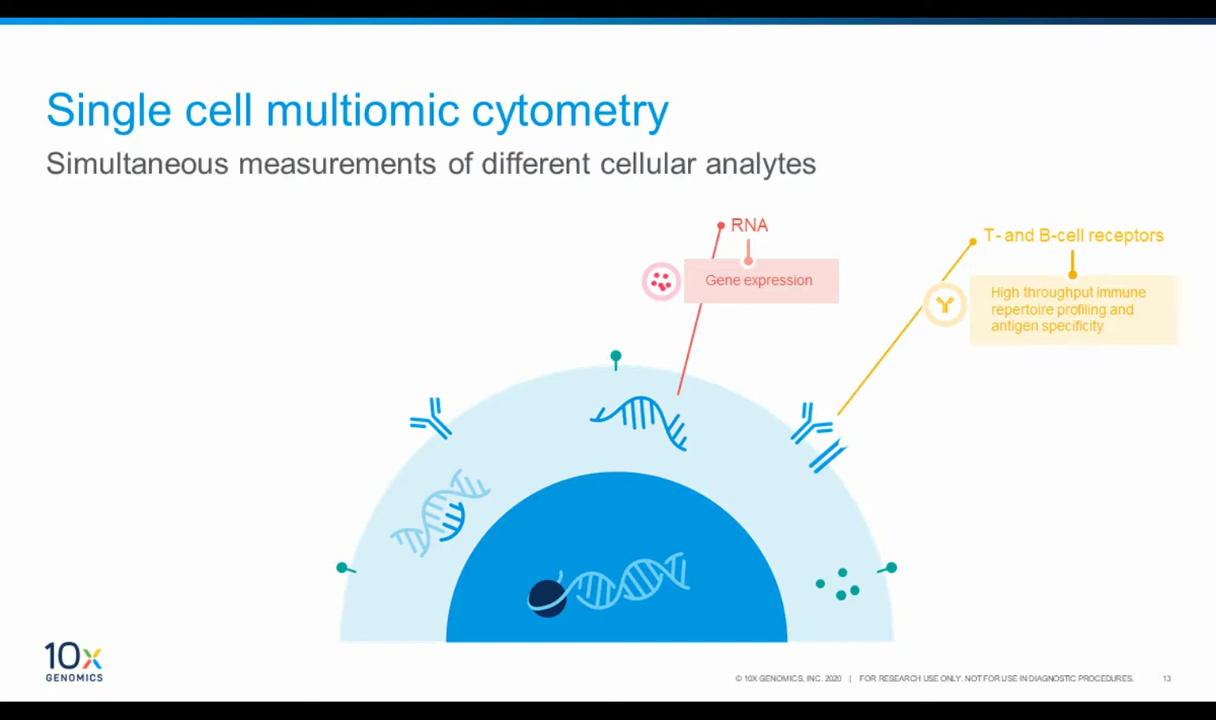 Single cell multiomic cytometry
Simultaneous measurements of different cellular analytes
RNA
Gene expression
T- and B-cell receptors
High throughput immune
repertoire profiling and
antigen specificity
10x
GENOMICS
© 10X GENOMICS, INC. 2020 | FOR RESEARCH USE ONLY. NOT FOR USE IN DIAGNOSTIC PROCEDURES. 13